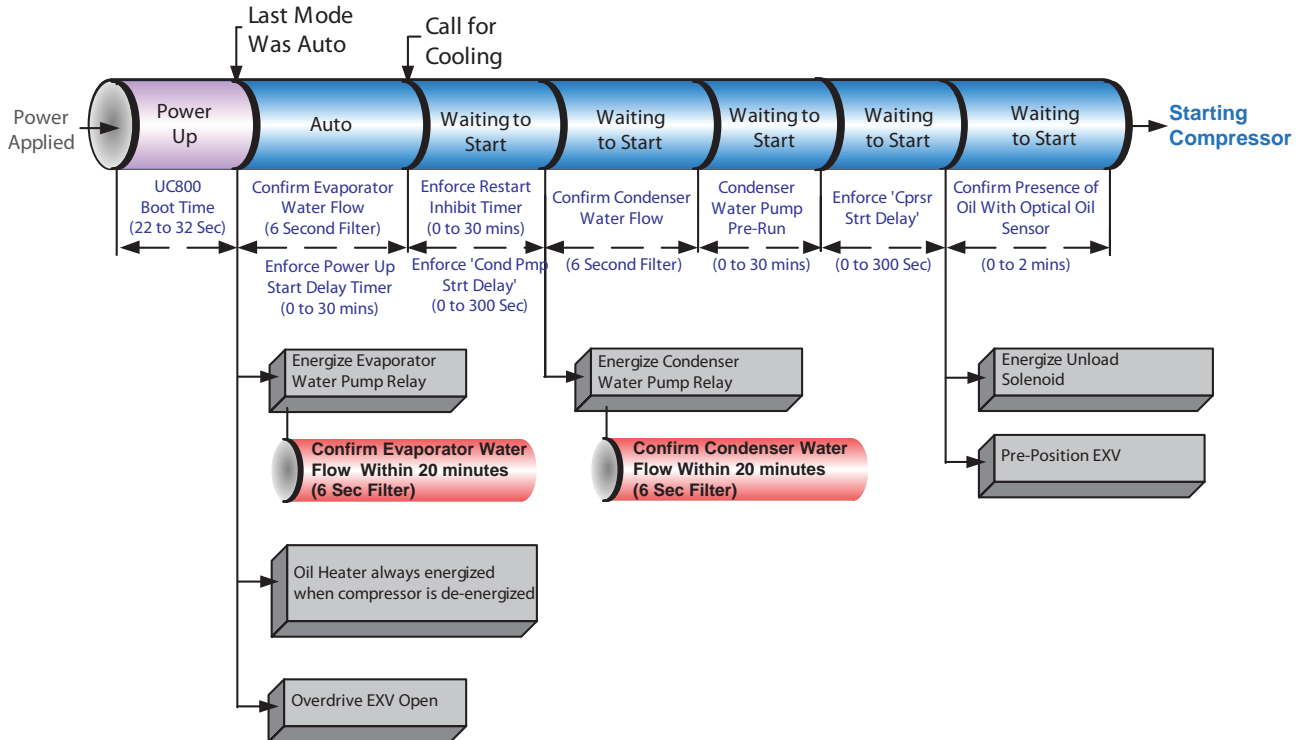 Last Mode
Was Auto
Call for
Cooling
Power
Applied
Power
Up
Auto
Waiting to
Start
Waiting
to Start
Waiting to
Start
Waiting
to Start
Waiting
to Start
Starting
Compressor
UC800
Boot Time
(22 to 32 Sec)
Confirm Evaporator
Water Flow
(6 Second Filter)
Enforce Power Up
Start Delay Timer
(0 to 30 mins)
Enforce Restart
Inhibit Timer
(0 to 30 mins)
Enforce 'Cond Pmp
Strt Delay'
(0 to 300 Sec)
Confirm Condenser
Water Flow
(6 Second Filter)
Condenser
Water Pump
Pre-Run
(0 to 30 mins)
Enforce 'Cprsr
Strt Delay'
(0 to 300 Sec)
Confirm Presence of
Oil With Optical Oil
Sensor
(0 to 2 mins)
Energize Evaporator
Water Pump Relay
Confirm Evaporator Water
Flow Within 20 minutes
(6 Sec Filter)
Energize Condenser
Water Pump Relay
Confirm Condenser Water
Flow Within 20 minutes
(6 Sec Filter)
Energize Unload
Solenoid
Pre-Position EXV
Oil Heater always energized
when compressor is de-energized
Overdrive EXV Open